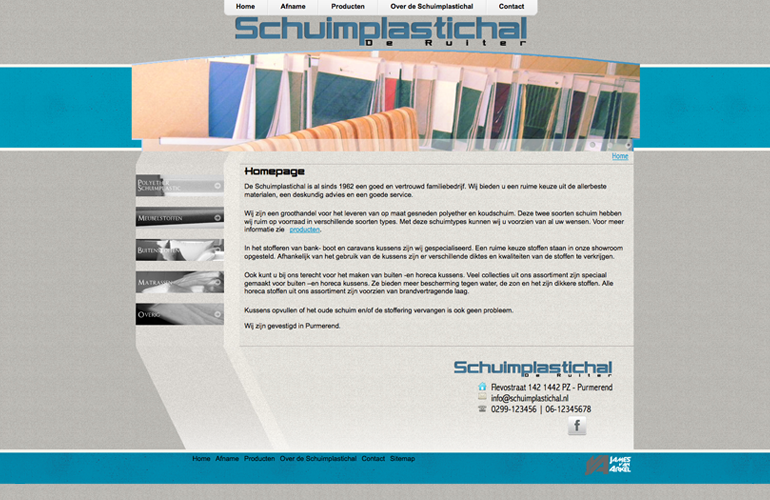 Home Afname Producten Over de Schuimplastichal Contact
Schuimplastichal
De Ruiter
Home
Homepage
De Schuimplastichal is al sinds 1962 een goed en vertrouwd familiebedrijf. Wij bieden u een ruime keuze uit de allerbeste
materialen, een deskundig advies en een goede service.
Wij zijn een groothandel voor het leveren van op maat gesneden polyether en koudschuim. Deze twee soorten schuim hebben
wij ruim op voorraad in verschillende soorten types. Met deze schuimtypes kunnen wij u voorzien van al uw wensen. Voor meer
informatie zie producten.
In het stofferen van bank- boot en caravans kussens zijn wij gespecialiseerd. Een ruime keuze stoffen staan in onze showroom
opgesteld. Afhankelijk van het gebruik van de kussens zijn er verschillende diktes en kwaliteiten van de stoffen te verkrijgen.
Ook kunt u bij ons terecht voor het maken van buiten -en horeca kussens. Veel collecties uit ons assortiment zijn speciaal
gemaakt voor buiten –en horeca kussens. Ze bieden meer bescherming tegen water, de zon en het zijn dikkere stoffen. Alle
horeca stoffen uit ons assortiment zijn voorzien van brandvertragende laag.
Kussens opvullen of het oude schuim en/of de stoffering vervangen is ook geen probleem.
Wij zijn gevestigd in Purmerend.
Polyether
Schuimplastic
Meubelstoffen
Matrassen
Overig
Schuimplastichal
De Ruiter
Flevostraat 142 1442 PZ - Purmerend
info@schuimplastichal.nl
0299-123456 | 06-12345678
f
Home Afname Producten Over de Schuimplastichal Contact Sitemap
James
van
Arkel